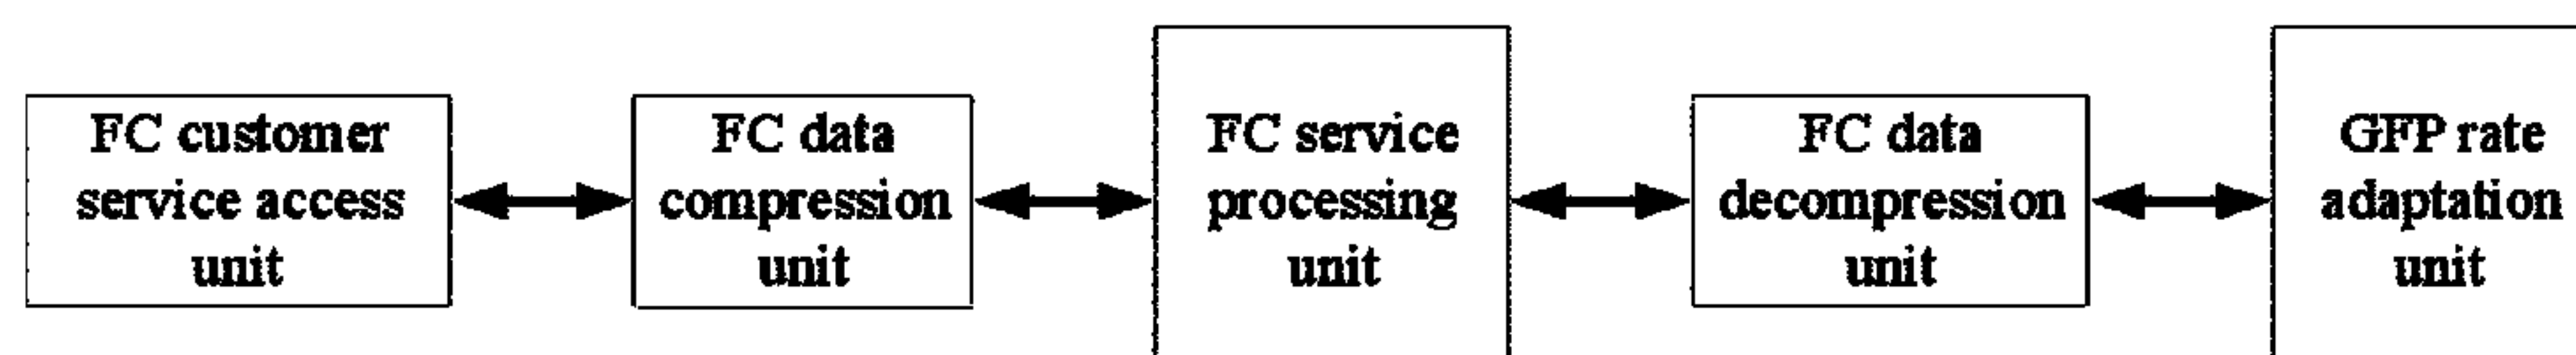 FC customer
service access
unit
FC data
compression
unit
FC service
processing
unit
FC data
decompression
unit
GFP rate
adaptation
unit